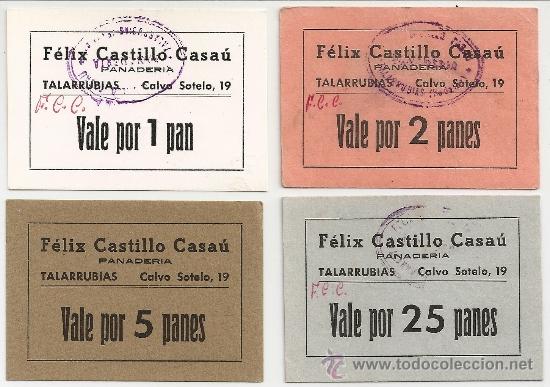 Félix Castillo Casaú
PANADERIA
TALARRUBIAS... Calvo Sotelo, 19
F.C.C.
Vale por 1 pan
Félix Castillo Casaú
PANADERIA
TALARRUBIAS Calvo Sotelo, 19
F.C.C.
Vale por 2 panes
Félix Castillo Casaú
PANADERIA
TALARRUBIAS Calvo Sotelo, 19
Vale por 5 panes
Félix Castillo Casaú
PANADERIA
TALARRUBIAS Calvo Sotelo, 19
F.C.C.
Vale por 25 panes
www.todocoleccion.net